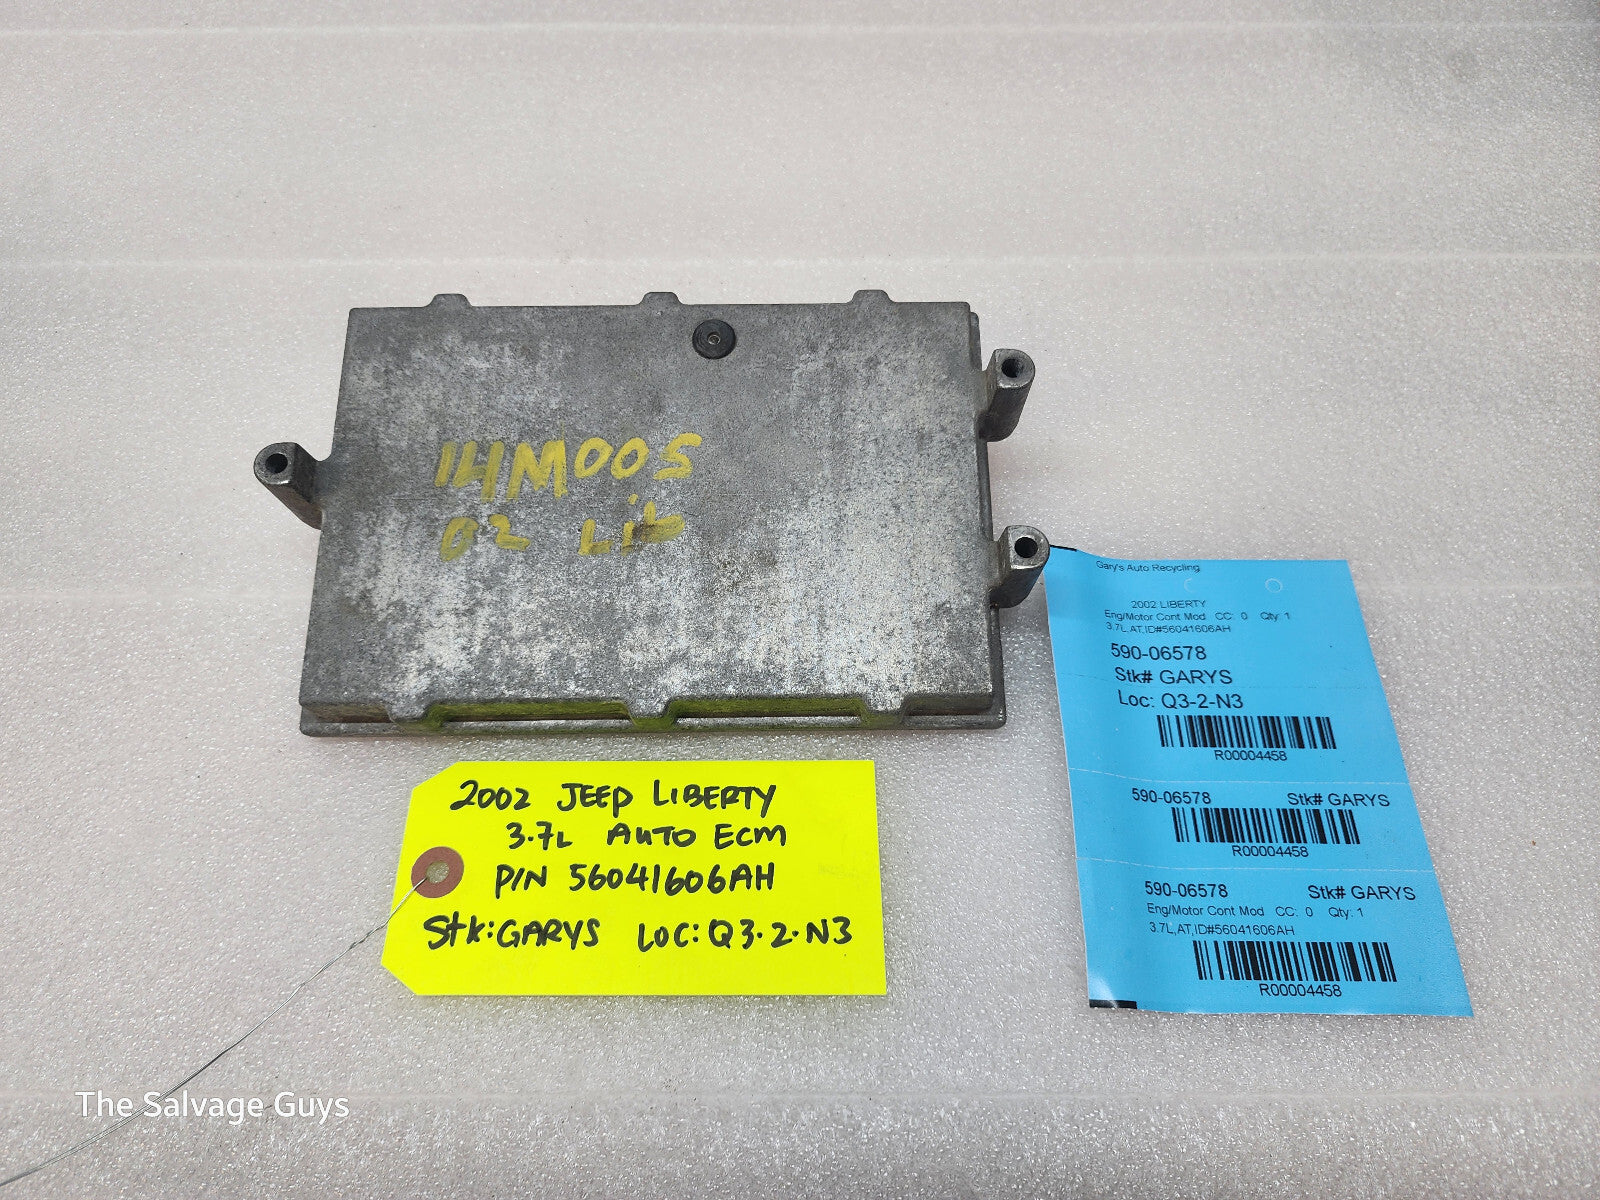 14M005
02 Lib
2002 JEEP LIBERTY
3.7L AUTO ECM
P/N 56041606AH
Stk: GARYS LOC: Q3.2.N3
Gary's Auto Recycling
2002 LIBERTY
Eng/Motor Cont Mod CC: 0 Qty: 1
3.7L,AT,ID#56041606AH
590-06578
Stk# GARYS
Loc: Q3-2-N3
R00004458
590-06578 Stk# GARYS
R00004458
590-06578 Stk# GARYS
Eng/Motor Cont Mod CC: 0 Qty: 1
3.7L,AT,ID#56041606AH
R00004458
The Salvage Guys